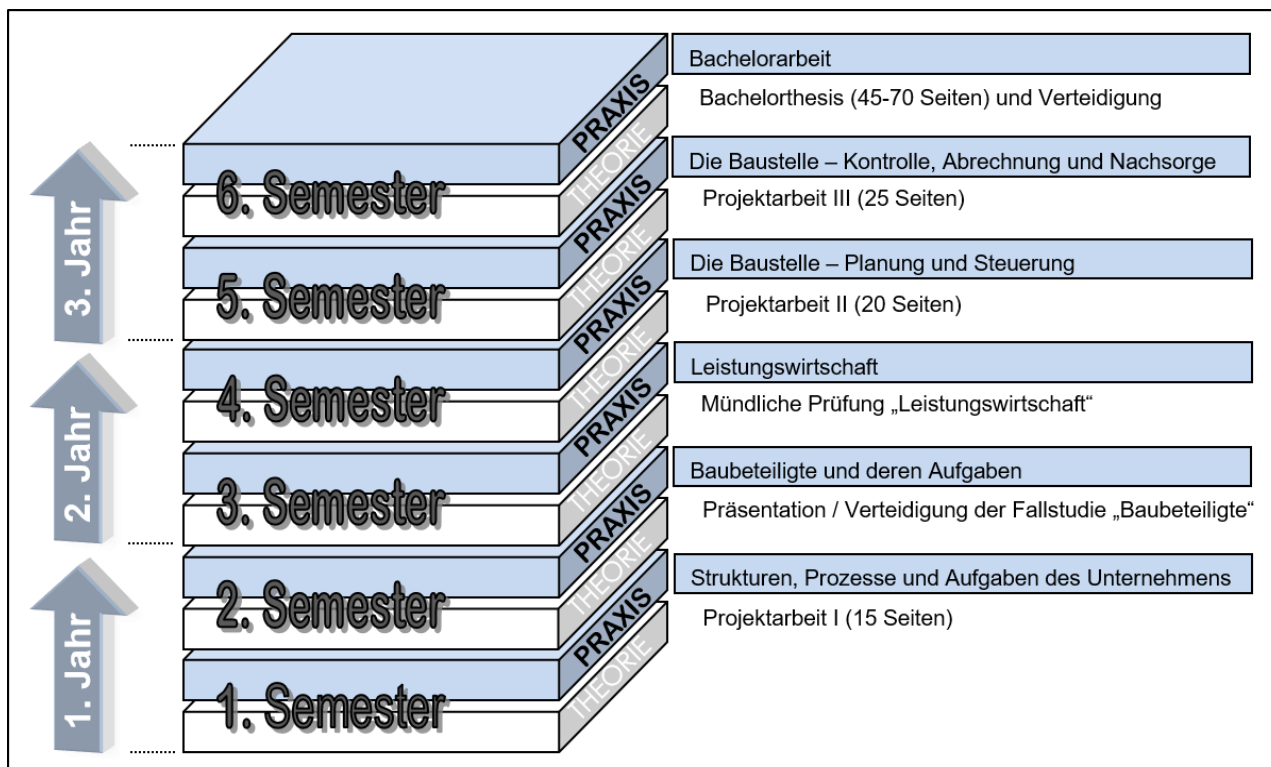 Bachelorarbeit
Bachelorthesis (45-70 Seiten) und Verteidigung
PRAXIS
THEORIE
6. Semester
Die Baustelle – Kontrolle, Abrechnung und Nachsorge
Projektarbeit III (25 Seiten)
PRAXIS
THEORIE
5. Semester
3. Jahr
Die Baustelle – Planung und Steuerung
Projektarbeit II (20 Seiten)
PRAXIS
THEORIE
4. Semester
Leistungswirtschaft
Mündliche Prüfung „Leistungswirtschaft“
PRAXIS
THEORIE
3. Semester
2. Jahr
Baubeteiligte und deren Aufgaben
Präsentation / Verteidigung der Fallstudie „Baubeteiligte“
PRAXIS
THEORIE
2. Semester
Strukturen, Prozesse und Aufgaben des Unternehmens
Projektarbeit I (15 Seiten)
PRAXIS
THEORIE
1. Semester
1. Jahr